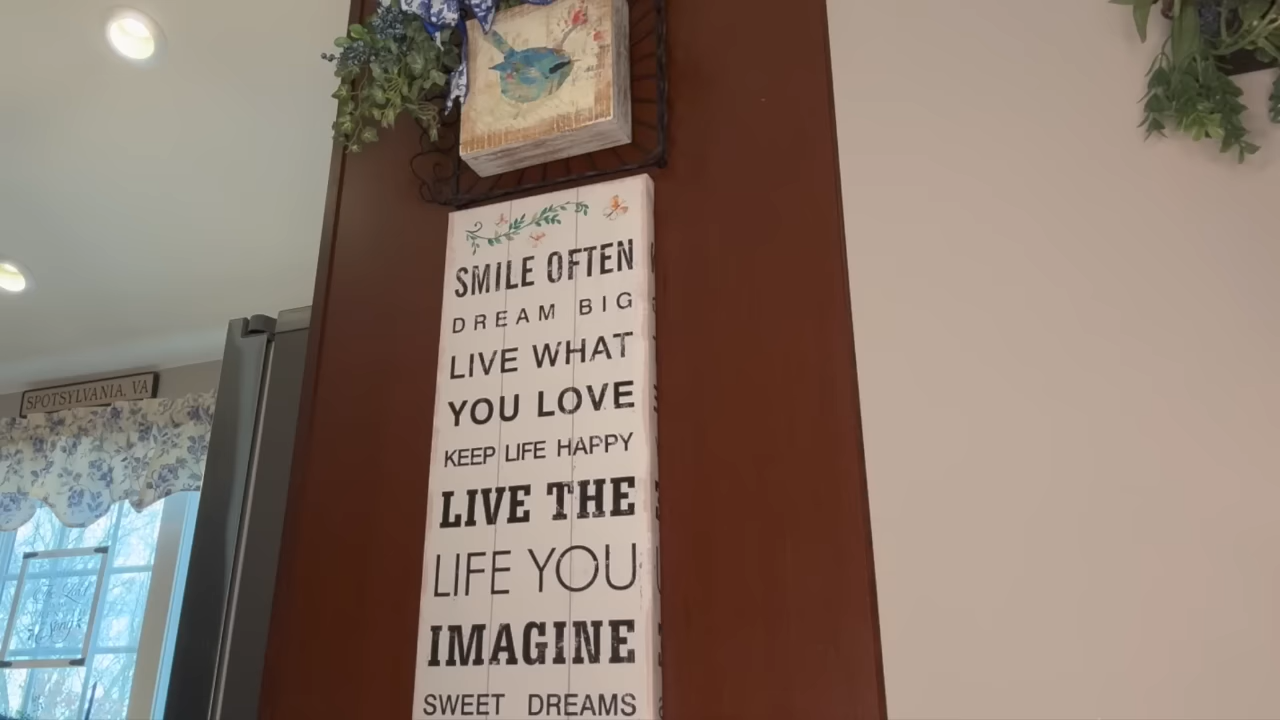 SMILE OFTEN
DREAM BIG
LIVE WHAT
YOU LOVE
KEEP LIFE HAPPY
LIVE THE
LIFE YOU
IMAGINE
SWEET DREAMS
SPOTSYLVANIA, VA